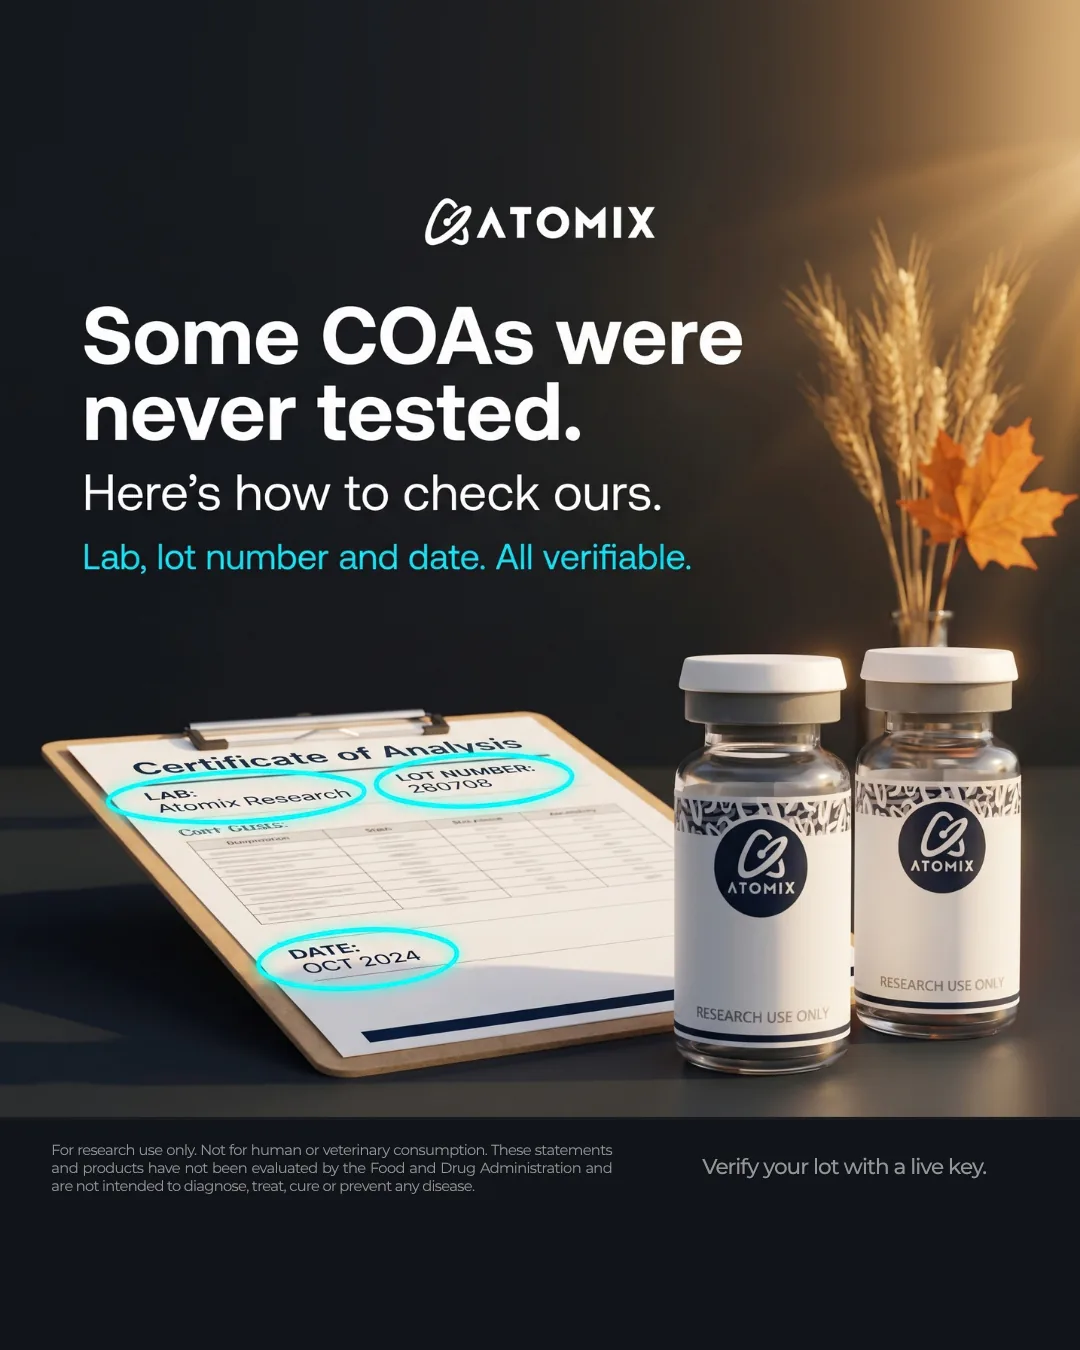 ATOMIX
Some COAs were
never tested.
Here's how to check ours.
Lab, lot number and date. All verifiable.
Certificate of Analysis
LAB:
Atomix Research
LOT NUMBER:
260708
DATE:
OCT 2024
ATOMIX
RESEARCH USE ONLY
ATOMIX
RESEARCH USE ONLY
For research use only. Not for human or veterinary consumption. These statements
and products have not been evaluated by the Food and Drug Administration and
are not intended to diagnose, treat, cure or prevent any disease.
Verify your lot with a live key.